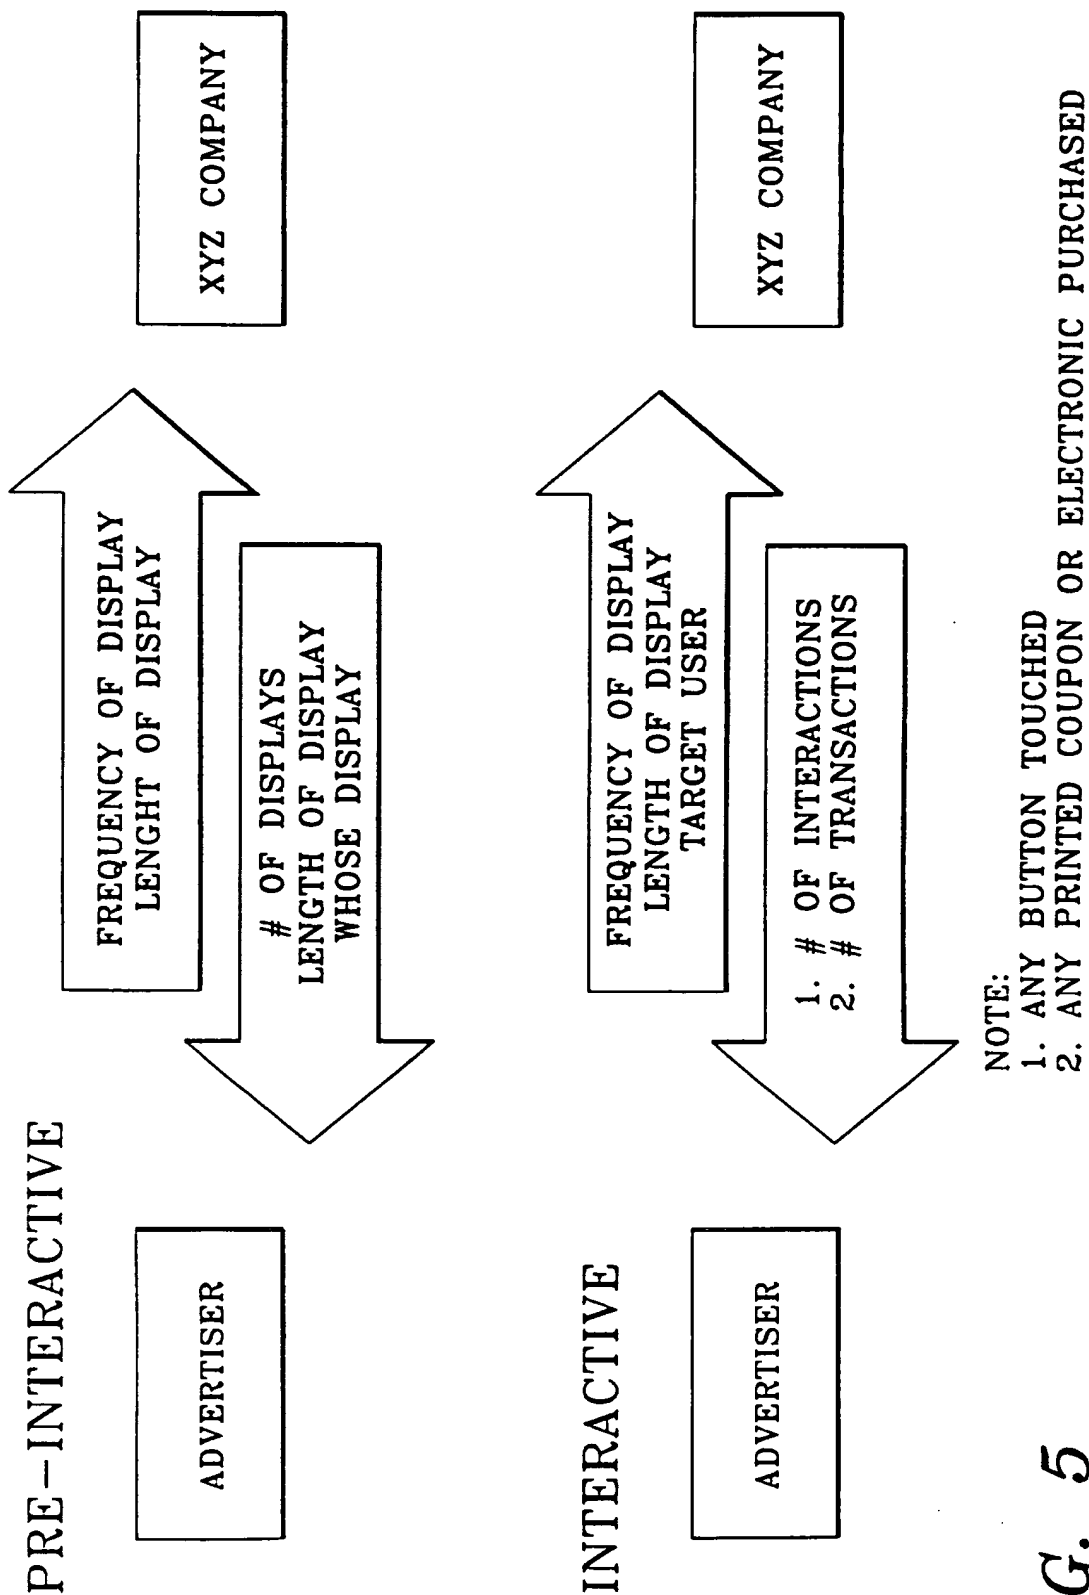 PRE-INTERACTIVE
ADVERTISER
FREQUENCY OF DISPLAY
LENGHT OF DISPLAY
# OF DISPLAYS
LENGTH OF DISPLAY
WHOSE DISPLAY
XYZ COMPANY
INTERACTIVE
ADVERTISER
FREQUENCY OF DISPLAY
LENGTH OF DISPLAY
TARGET USER
1. # OF INTERACTIONS
2. # OF TRANSACTIONS
XYZ COMPANY
NOTE:
1. ANY BUTTON TOUCHED
2. ANY PRINTED COUPON OR ELECTRONIC PURCHASED
G. 5